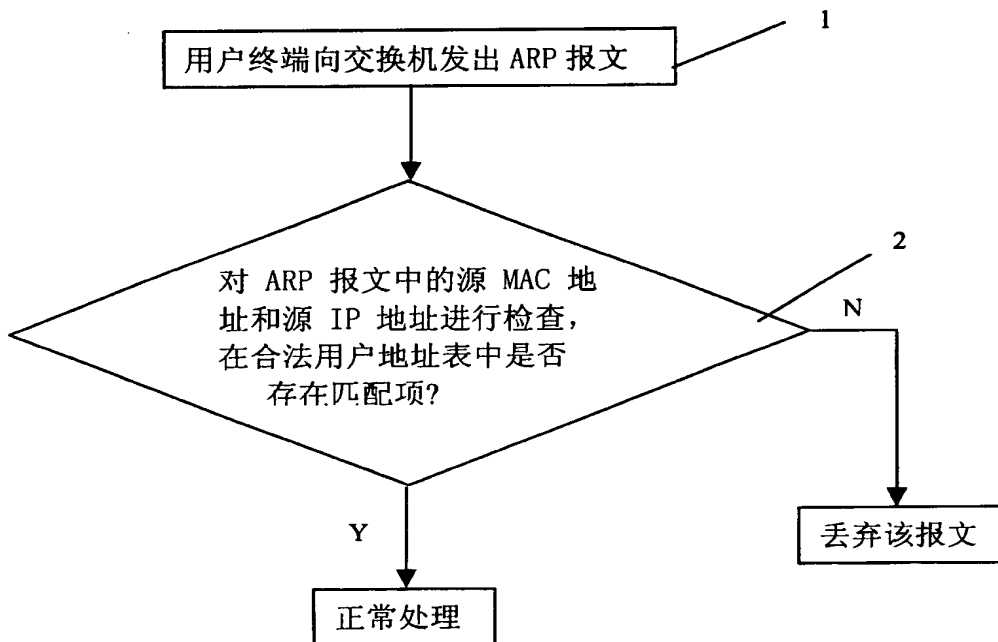 1
用户终端向交换机发出 ARP 报文
2
对 ARP 报文中的源 MAC 地
址和源 IP 地址进行检查,
在合法用户地址表中是否
存在匹配项?
N
Y
丢弃该报文
正常处理